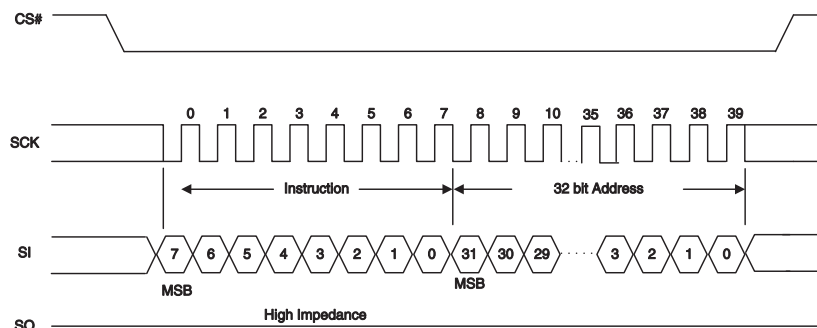 CS#
0 1 2 3 4 5 6 7 8 9 10 35 36 37 38 39
SCK
Instruction 32 bit Address
SI 7 6 5 4 3 2 1 0 31 30 29 3 2 1 0
MSB MSB
High Impedance
SO